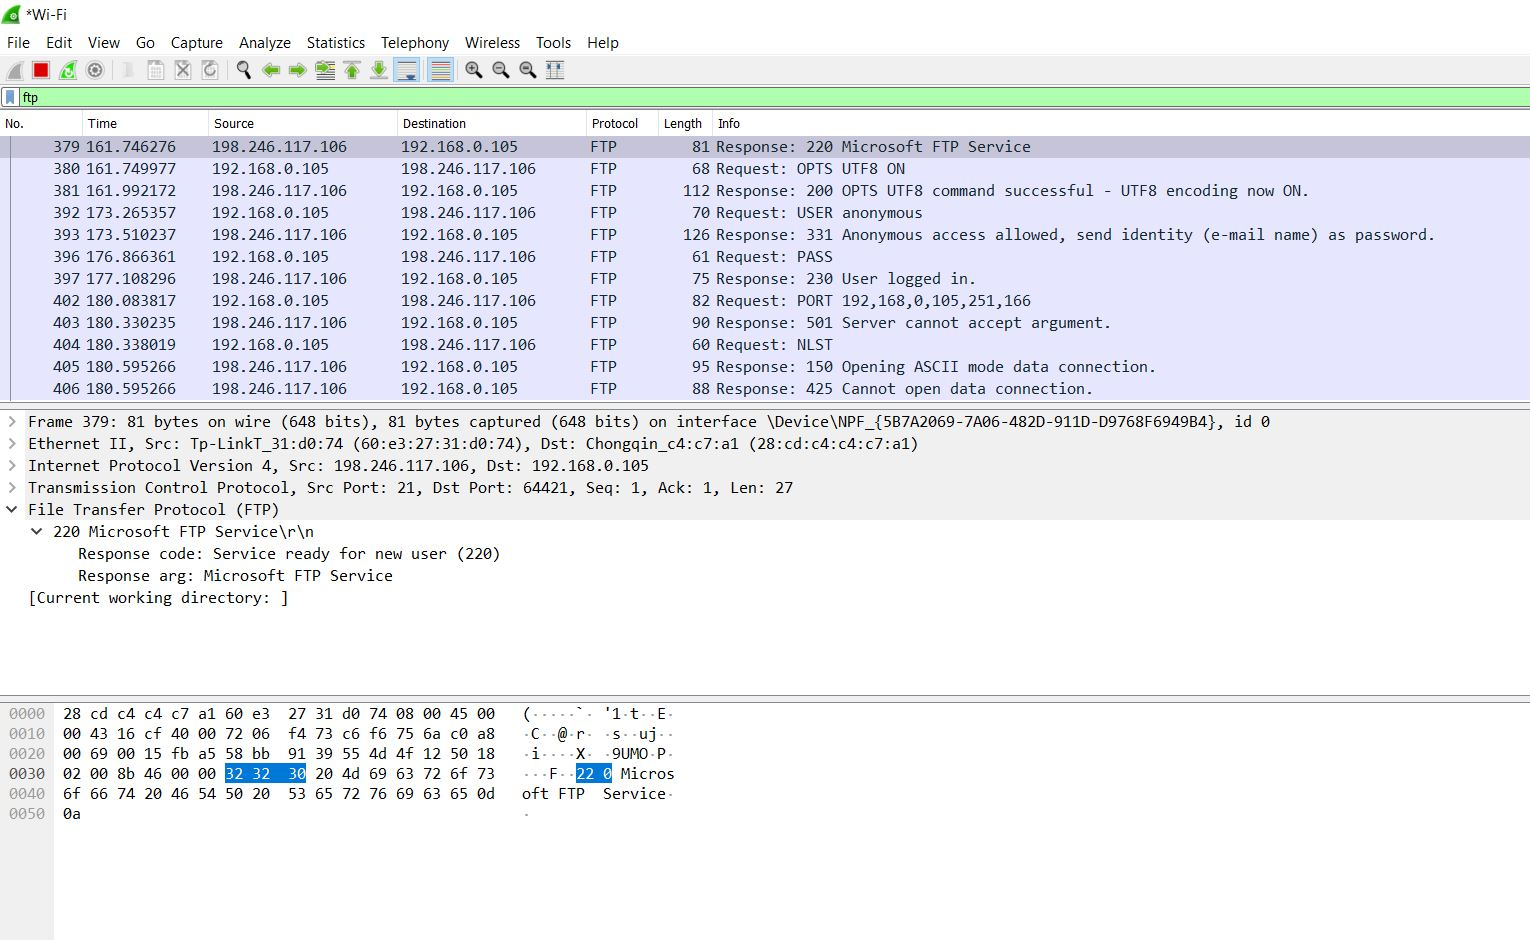 *Wi-Fi
File Edit View Go Capture Analyze Statistics Telephony Wireless Tools Help
ftp
No. Time Source Destination Protocol Length Info
379 161.746276 198.246.117.106 192.168.0.105 FTP 81 Response: 220 Microsoft FTP Service
380 161.749977 192.168.0.105 198.246.117.106 FTP 68 Request: OPTS UTF8 ON
381 161.992172 198.246.117.106 192.168.0.105 FTP 112 Response: 200 OPTS UTF8 command successful - UTF8 encoding now ON.
392 173.265357 192.168.0.105 198.246.117.106 FTP 70 Request: USER anonymous
393 173.510237 198.246.117.106 192.168.0.105 FTP 126 Response: 331 Anonymous access allowed, send identity (e-mail name) as password.
396 176.866361 192.168.0.105 198.246.117.106 FTP 61 Request: PASS
397 177.108296 198.246.117.106 192.168.0.105 FTP 75 Response: 230 User logged in.
402 180.083817 192.168.0.105 198.246.117.106 FTP 82 Request: PORT 192,168,0,105,251,166
403 180.330235 198.246.117.106 192.168.0.105 FTP 90 Response: 501 Server cannot accept argument.
404 180.338019 192.168.0.105 198.246.117.106 FTP 60 Request: NLST
405 180.595266 198.246.117.106 192.168.0.105 FTP 95 Response: 150 Opening ASCII mode data connection.
406 180.595266 198.246.117.106 192.168.0.105 FTP 88 Response: 425 Cannot open data connection.
Frame 379: 81 bytes on wire (648 bits), 81 bytes captured (648 bits) on interface \Device\NPF_{5B7A2069-7A06-482D-911D-D9768F6949B4}, id 0
Ethernet II, Src: Tp-LinkT_31:d0:74 (60:e3:27:31:d0:74), Dst: Chongqin_c4:c7:a1 (28:cd:c4:c4:c7:a1)
Internet Protocol Version 4, Src: 198.246.117.106, Dst: 192.168.0.105
Transmission Control Protocol, Src Port: 21, Dst Port: 64421, Seq: 1, Ack: 1, Len: 27
File Transfer Protocol (FTP)
220 Microsoft FTP Service\r\n
Response code: Service ready for new user (220)
Response arg: Microsoft FTP Service
[Current working directory: ]
0000 28 cd c4 c4 c7 a1 60 e3 27 31 d0 74 08 00 45 00 (·····`· '1·t··E·
0010 00 43 16 cf 40 00 72 06 f4 73 c6 f6 75 6a c0 a8 ·C··@·r· ·s··uj··
0020 00 69 00 15 fb a5 58 bb 91 39 55 4d 4f 12 50 18 ·i····X· ·9UMO·P·
0030 02 00 8b 46 00 00 32 32 30 20 4d 69 63 72 6f 73 ···F··22 0 Micros
0040 6f 66 74 20 46 54 50 20 53 65 72 76 69 63 65 0d oft FTP Service·
0050 0a ·